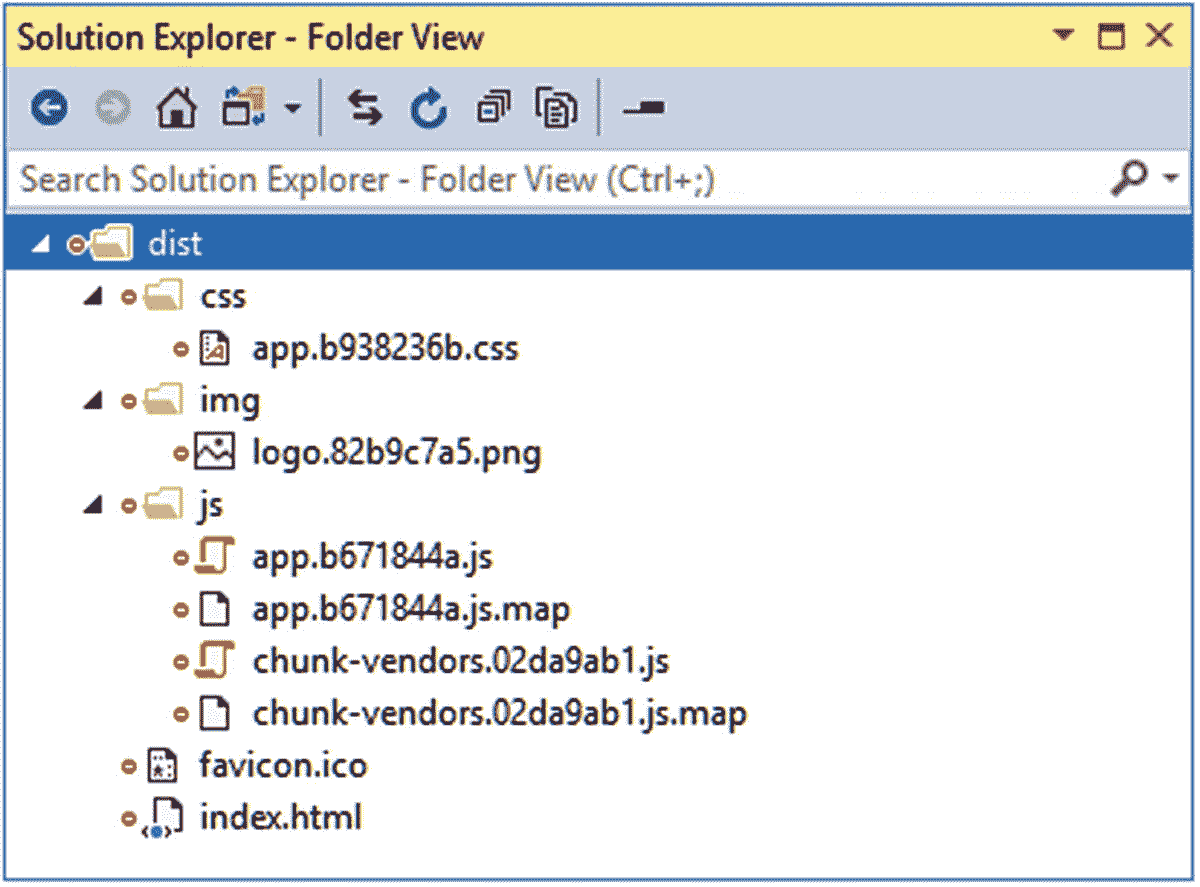 Solution Explorer - Folder View
Search Solution Explorer - Folder View (Ctrl+;)
dist
css
app.b938236b.css
img
logo.82b9c7a5.png
js
app.b671844a.js
app.b671844a.js.map
chunk-vendors.02da9ab1.js
chunk-vendors.02da9ab1.js.map
favicon.ico
index.html